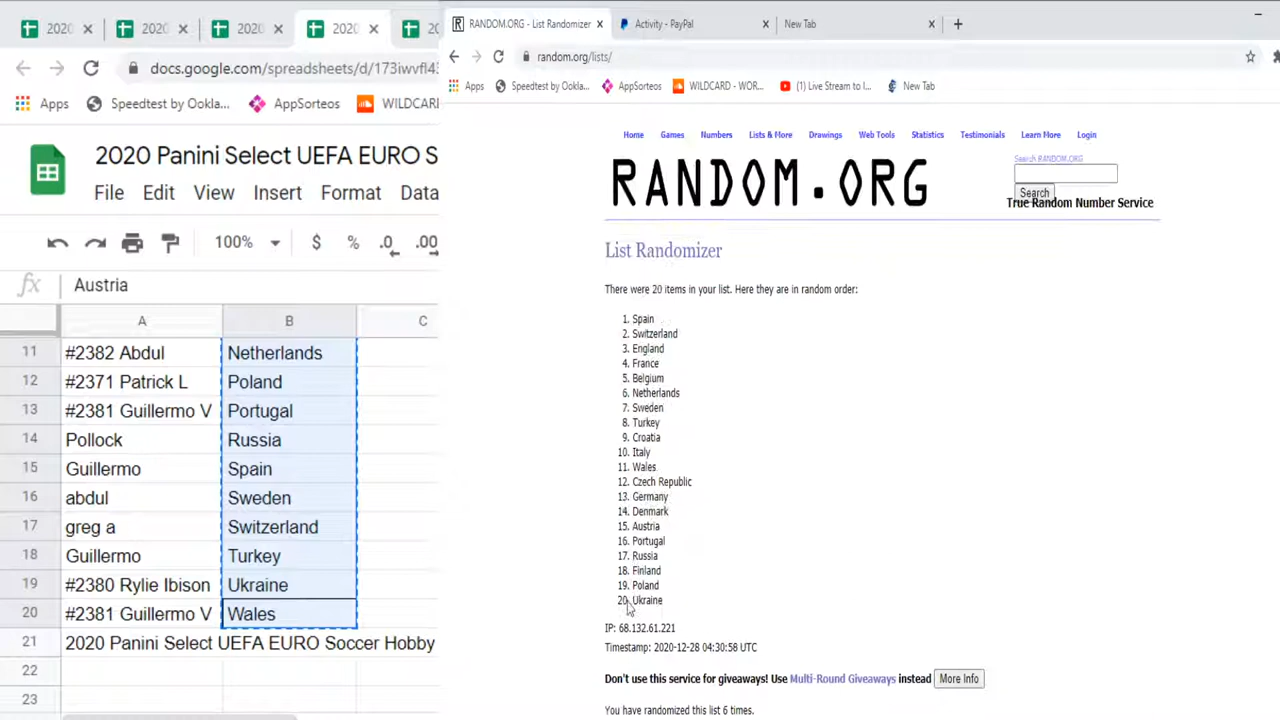 2020 2020 2020 2020 20
docs.google.com/spreadsheets/d/173iwvfl43
Apps Speedtest by Ookla... AppSorteos WILDCARD
2020 Panini Select UEFA EURO S
File Edit View Insert Format Data
100% $ % .0 .00
fx Austria
A B C
11 #2382 Abdul Netherlands
12 #2371 Patrick L Poland
13 #2381 Guillermo V Portugal
14 Pollock Russia
15 Guillermo Spain
16 abdul Sweden
17 greg a Switzerland
18 Guillermo Turkey
19 #2380 Rylie Ibison Ukraine
20 #2381 Guillermo V Wales
21 2020 Panini Select UEFA EURO Soccer Hobby
22
23
RANDOM.ORG - List Randomizer Activity - PayPal New Tab
random.org/lists/
Apps Speedtest by Ookla... AppSorteos WILDCARD - WOR... (1) Live Stream to I... New Tab
Home Games Numbers Lists & More Drawings Web Tools Statistics Testimonials Learn More Login
Search RANDOM.ORG
RANDOM.ORG
Search
True Random Number Service
List Randomizer
There were 20 items in your list. Here they are in random order:
1. Spain
2. Switzerland
3. England
4. France
5. Belgium
6. Netherlands
7. Sweden
8. Turkey
9. Croatia
10. Italy
11. Wales
12. Czech Republic
13. Germany
14. Denmark
15. Austria
16. Portugal
17. Russia
18. Finland
19. Poland
20. Ukraine
IP: 68.132.61.221
Timestamp: 2020-12-28 04:30:58 UTC
Don't use this service for giveaways! Use Multi-Round Giveaways instead More Info
You have randomized this list 6 times.